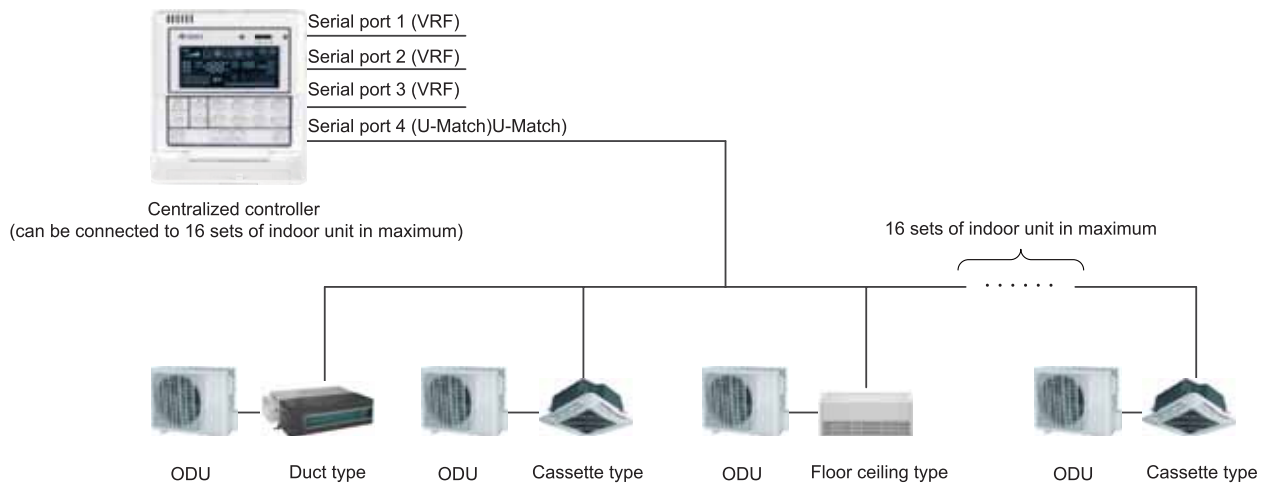 Serial port 1 (VRF)
Serial port 2 (VRF)
Serial port 3 (VRF)
Serial port 4 (U-Match)U-Match)
Centralized controller
(can be connected to 16 sets of indoor unit in maximum)
16 sets of indoor unit in maximum
ODU
Duct type
ODU
Cassette type
ODU
Floor ceiling type
ODU
Cassette type